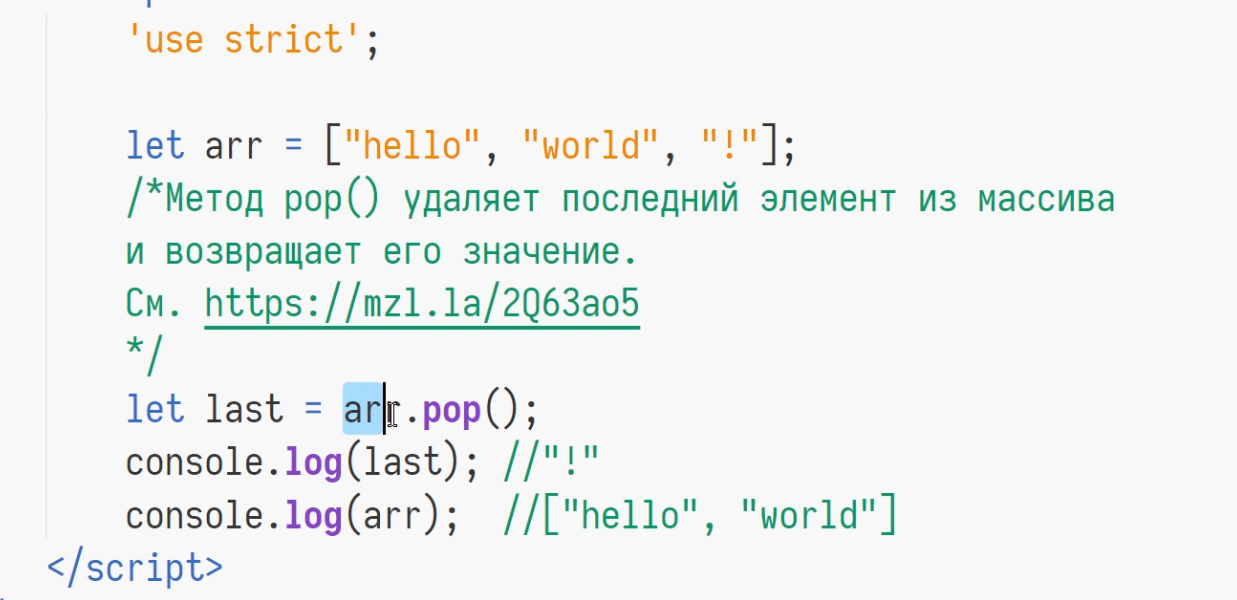 'use strict';
let arr = ["hello", "world", "!"];
/*Метод pop() удаляет последний элемент из массива
и возвращает его значение.
См. https://mzl.la/2Q63ao5
*/
let last = arr.pop();
console.log(last); //"!"
console.log(arr);  //["hello", "world"]
</script>